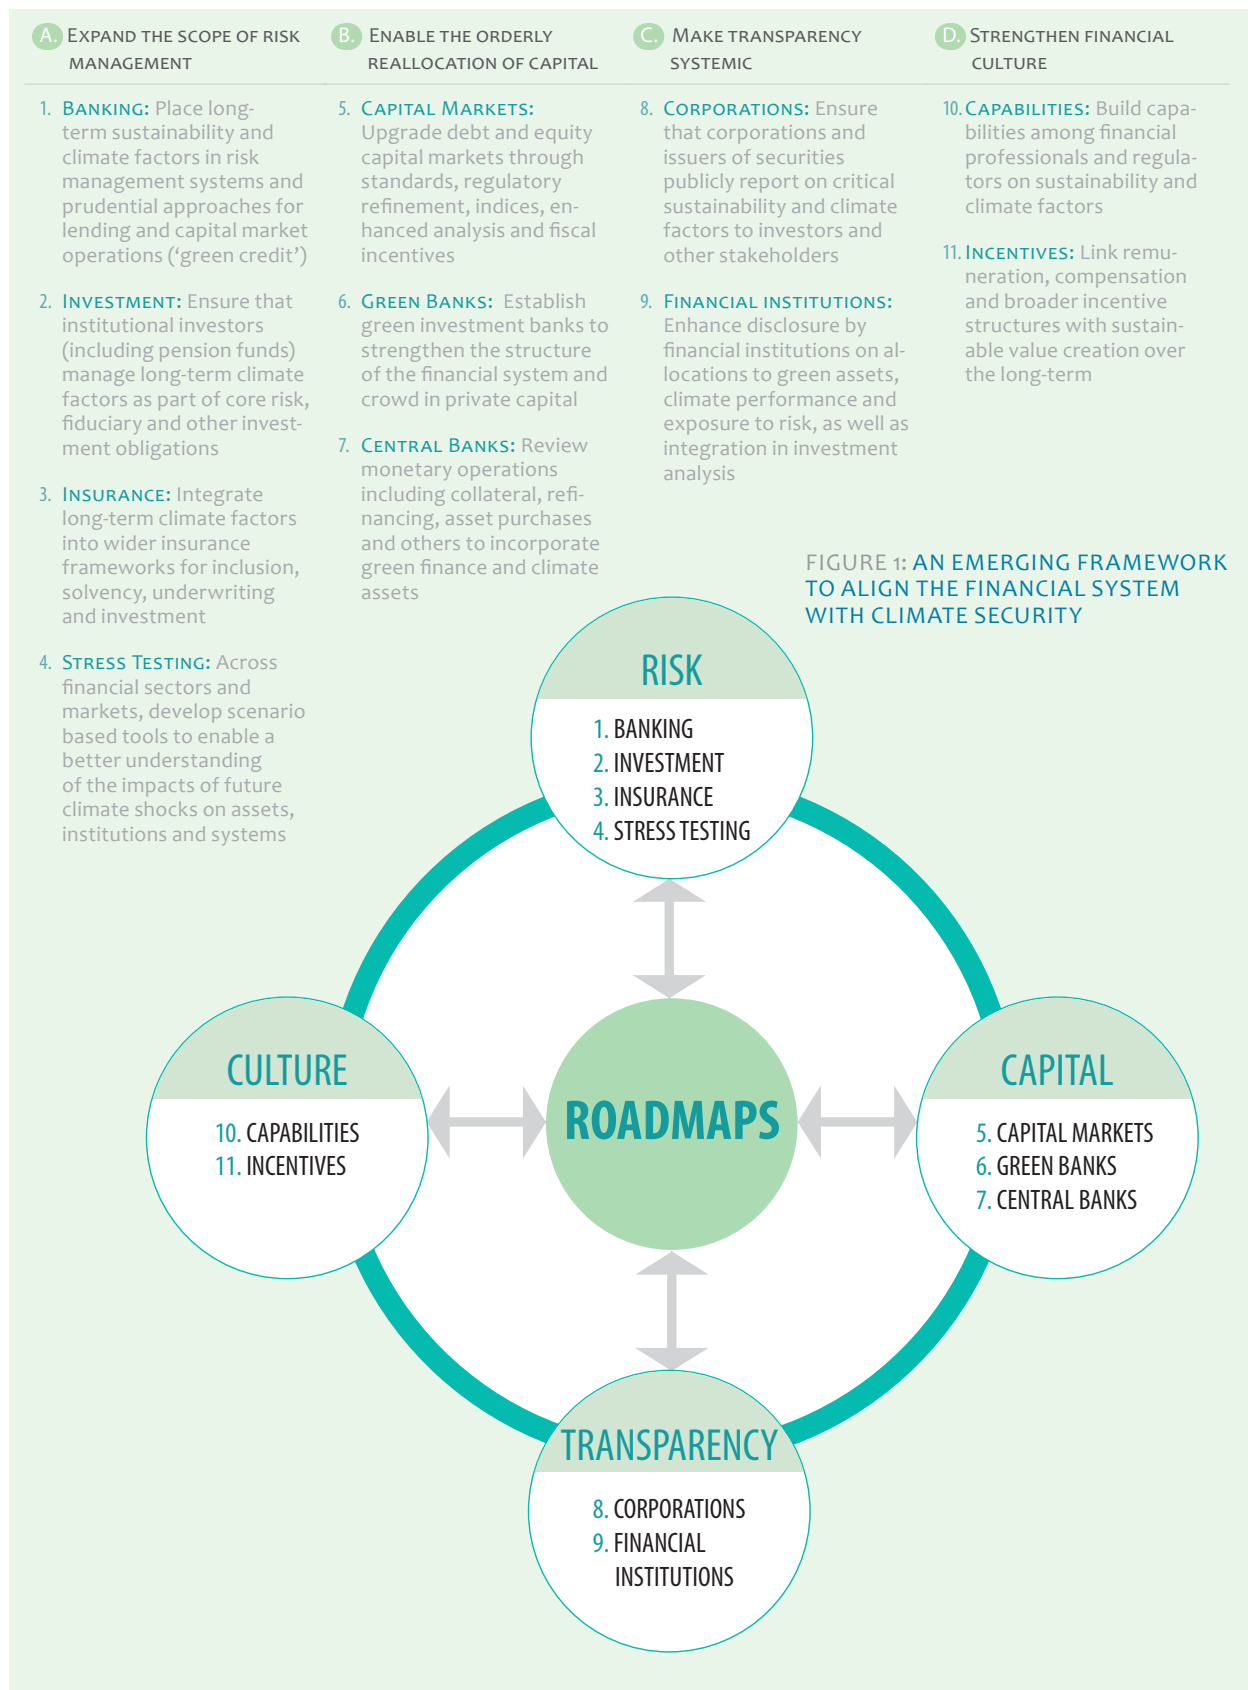 A. EXPAND THE SCOPE OF RISK
MANAGEMENT
1. BANKING: Place long-
term sustainability and
climate factors in risk
management systems and
prudential approaches for
lending and capital market
operations (‘green credit’)
2. INVESTMENT: Ensure that
institutional investors
(including pension funds)
manage long-term climate
factors as part of core risk,
fiduciary and other invest-
ment obligations
3. INSURANCE: Integrate
long-term climate factors
into wider insurance
frameworks for inclusion,
solvency, underwriting
and investment
4. STRESS TESTING: Across
financial sectors and
markets, develop scenario
based tools to enable a
better understanding
of the impacts of future
climate shocks on assets,
institutions and systems
B. ENABLE THE ORDERLY
REALLOCATION OF CAPITAL
5. CAPITAL MARKETS:
Upgrade debt and equity
capital markets through
standards, regulatory
refinement, indices, en-
hanced analysis and fiscal
incentives
6. GREEN BANKS: Establish
green investment banks to
strengthen the structure
of the financial system and
crowd in private capital
7. CENTRAL BANKS: Review
monetary operations
including collateral, refi-
nancing, asset purchases
and others to incorporate
green finance and climate
assets
C. MAKE TRANSPARENCY
SYSTEMIC
8. CORPORATIONS: Ensure
that corporations and
issuers of securities
publicly report on critical
sustainability and climate
factors to investors and
other stakeholders
9. FINANCIAL INSTITUTIONS:
Enhance disclosure by
financial institutions on al-
locations to green assets,
climate performance and
exposure to risk, as well as
integration in investment
analysis
D. STRENGTHEN FINANCIAL
CULTURE
10. CAPABILITIES: Build capa-
bilities among financial
professionals and regula-
tors on sustainability and
climate factors
11. INCENTIVES: Link remu-
neration, compensation
and broader incentive
structures with sustain-
able value creation over
the long-term
FIGURE 1: AN EMERGING FRAMEWORK
TO ALIGN THE FINANCIAL SYSTEM
WITH CLIMATE SECURITY
RISK
1. BANKING
2. INVESTMENT
3. INSURANCE
4. STRESS TESTING
CULTURE
10. CAPABILITIES
11. INCENTIVES
ROADMAPS
CAPITAL
5. CAPITAL MARKETS
6. GREEN BANKS
7. CENTRAL BANKS
TRANSPARENCY
8. CORPORATIONS
9. FINANCIAL
INSTITUTIONS